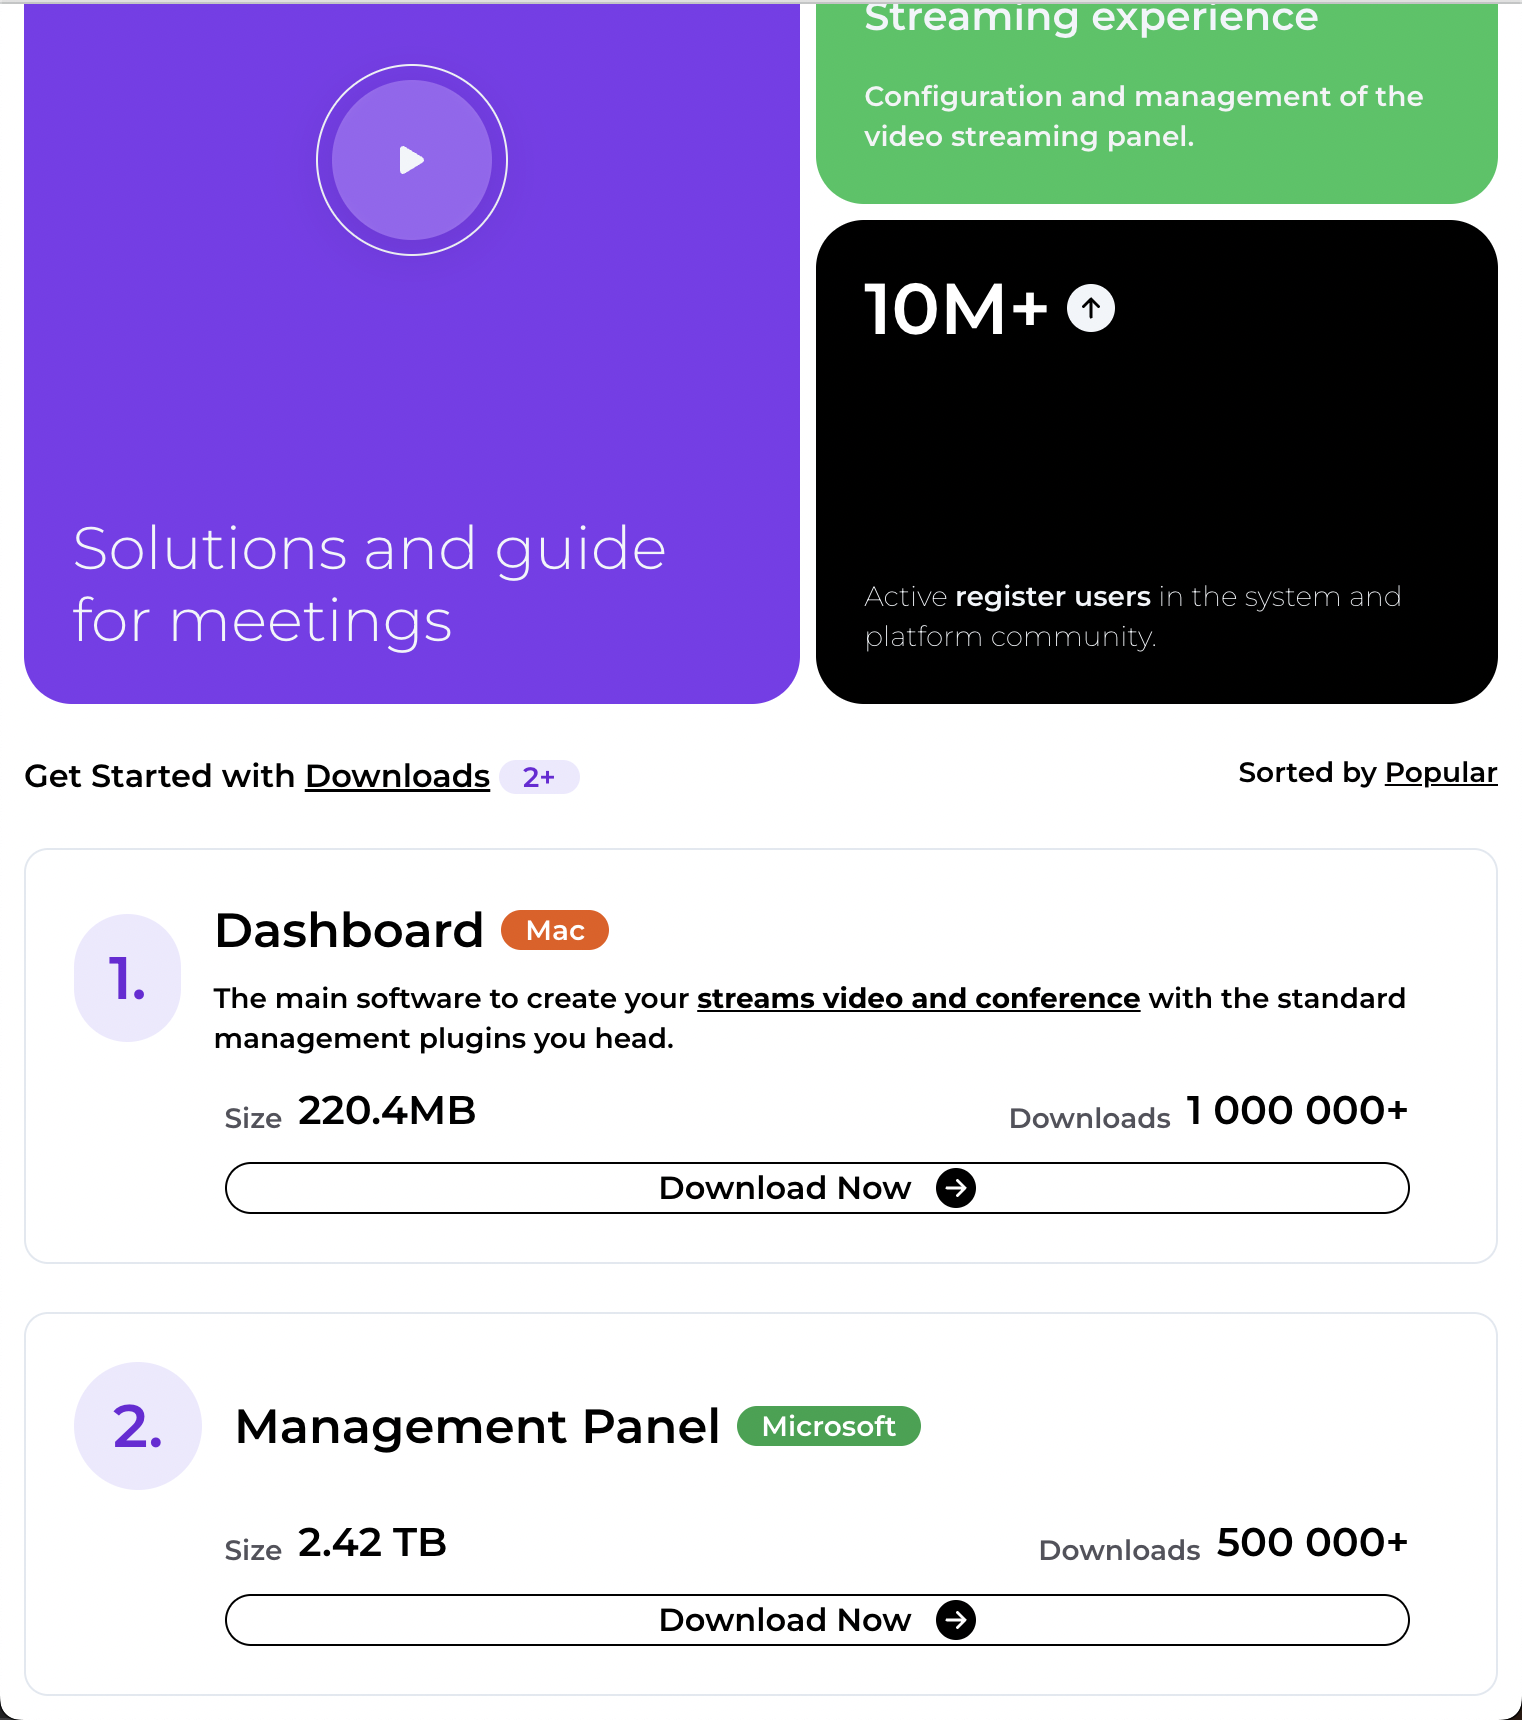 Streaming experience
Configuration and management of the
video streaming panel.
10M+
Solutions and guide
for meetings
Active register users in the system and
platform community.
Get Started with Downloads 2+
Sorted by Popular
1.
Dashboard Mac
The main software to create your streams video and conference with the standard
management plugins you head.
Size 220.4MB
Downloads 1 000 000+
Download Now
2.
Management Panel Microsoft
Size 2.42 TB
Downloads 500 000+
Download Now